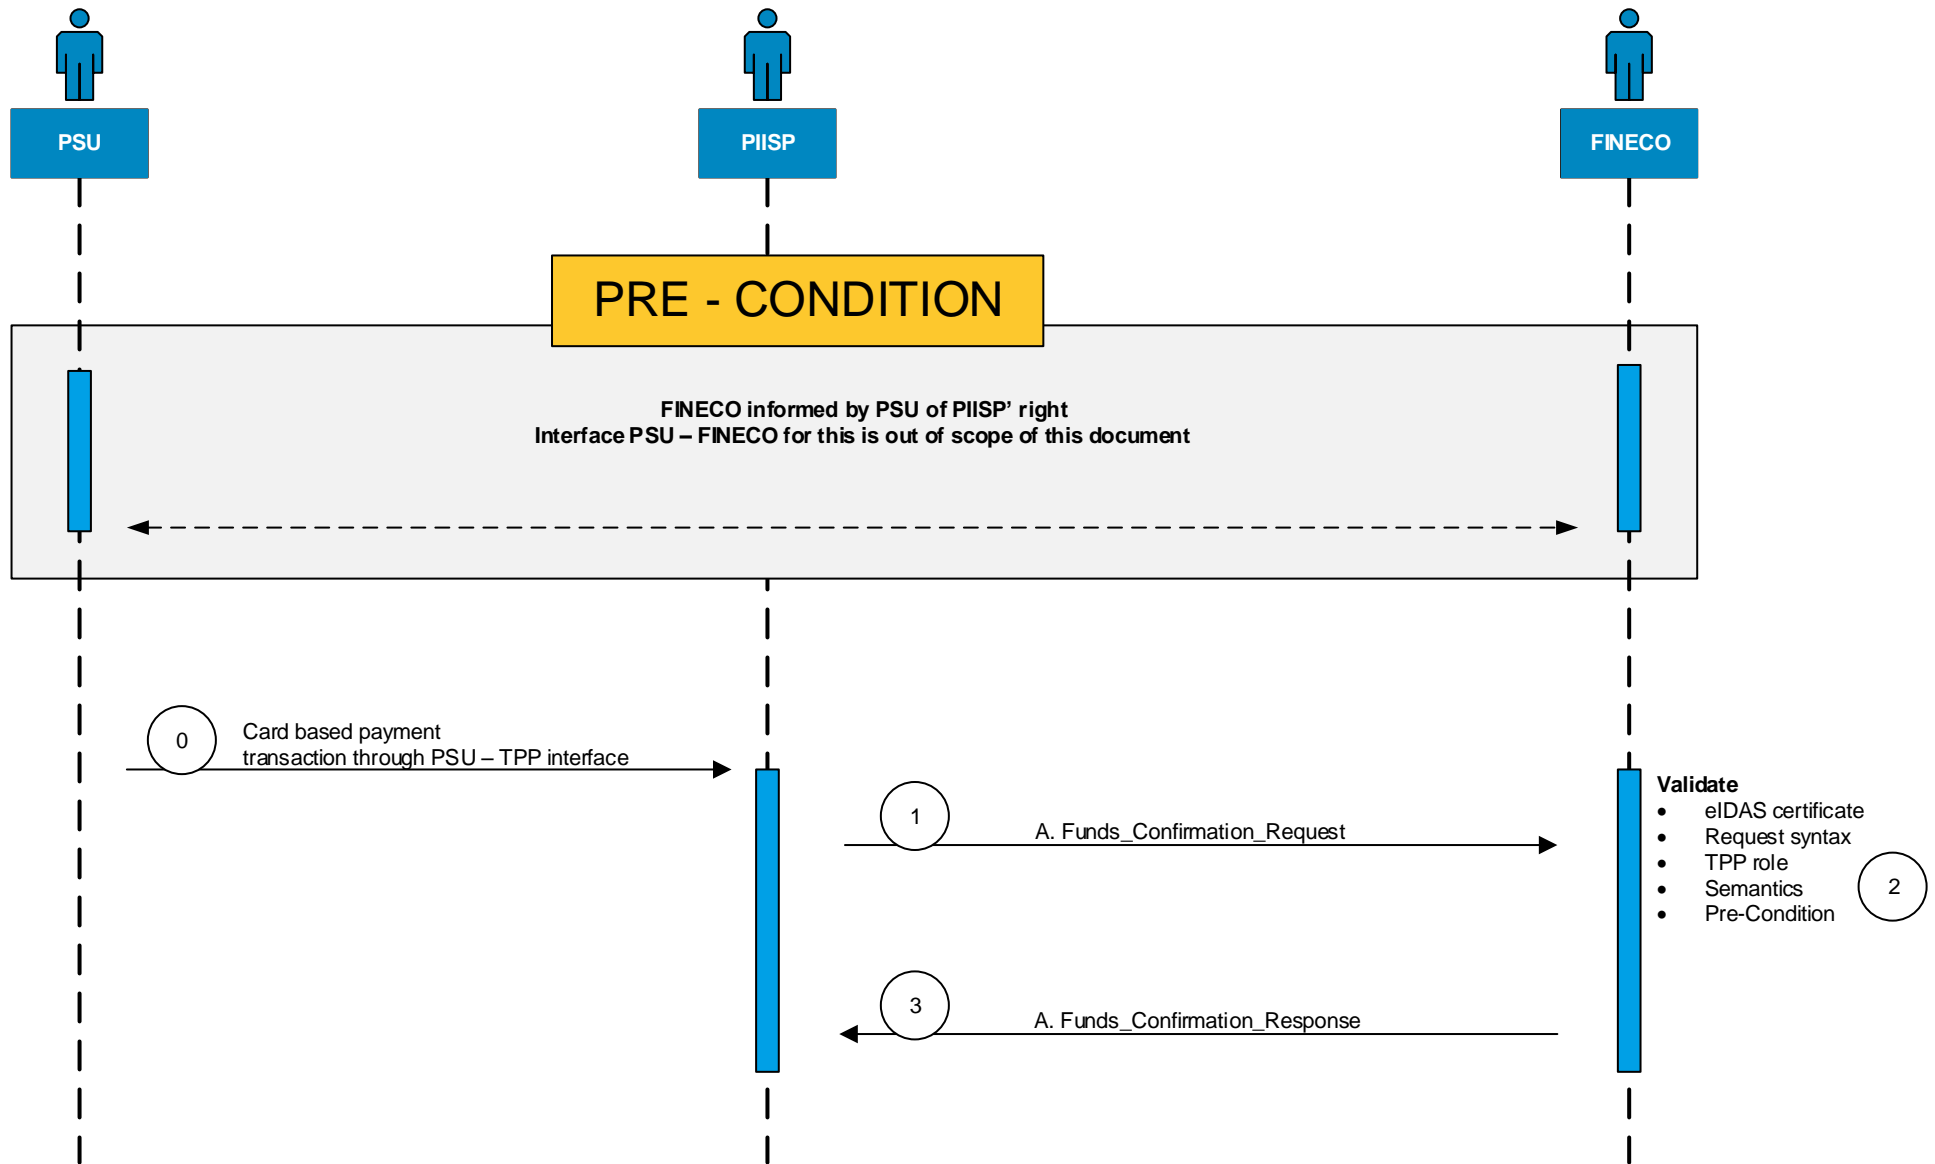 PSU
PIISP
FINECO
PRE - CONDITION
FINECO informed by PSU of PIISP’ right
Interface PSU – FINECO for this is out of scope of this document
0
Card based payment
transaction through PSU – TPP interface
1
A. Funds_Confirmation_Request
Validate
• eIDAS certificate
• Request syntax
• TPP role
• Semantics
• Pre-Condition
2
3
A. Funds_Confirmation_Response